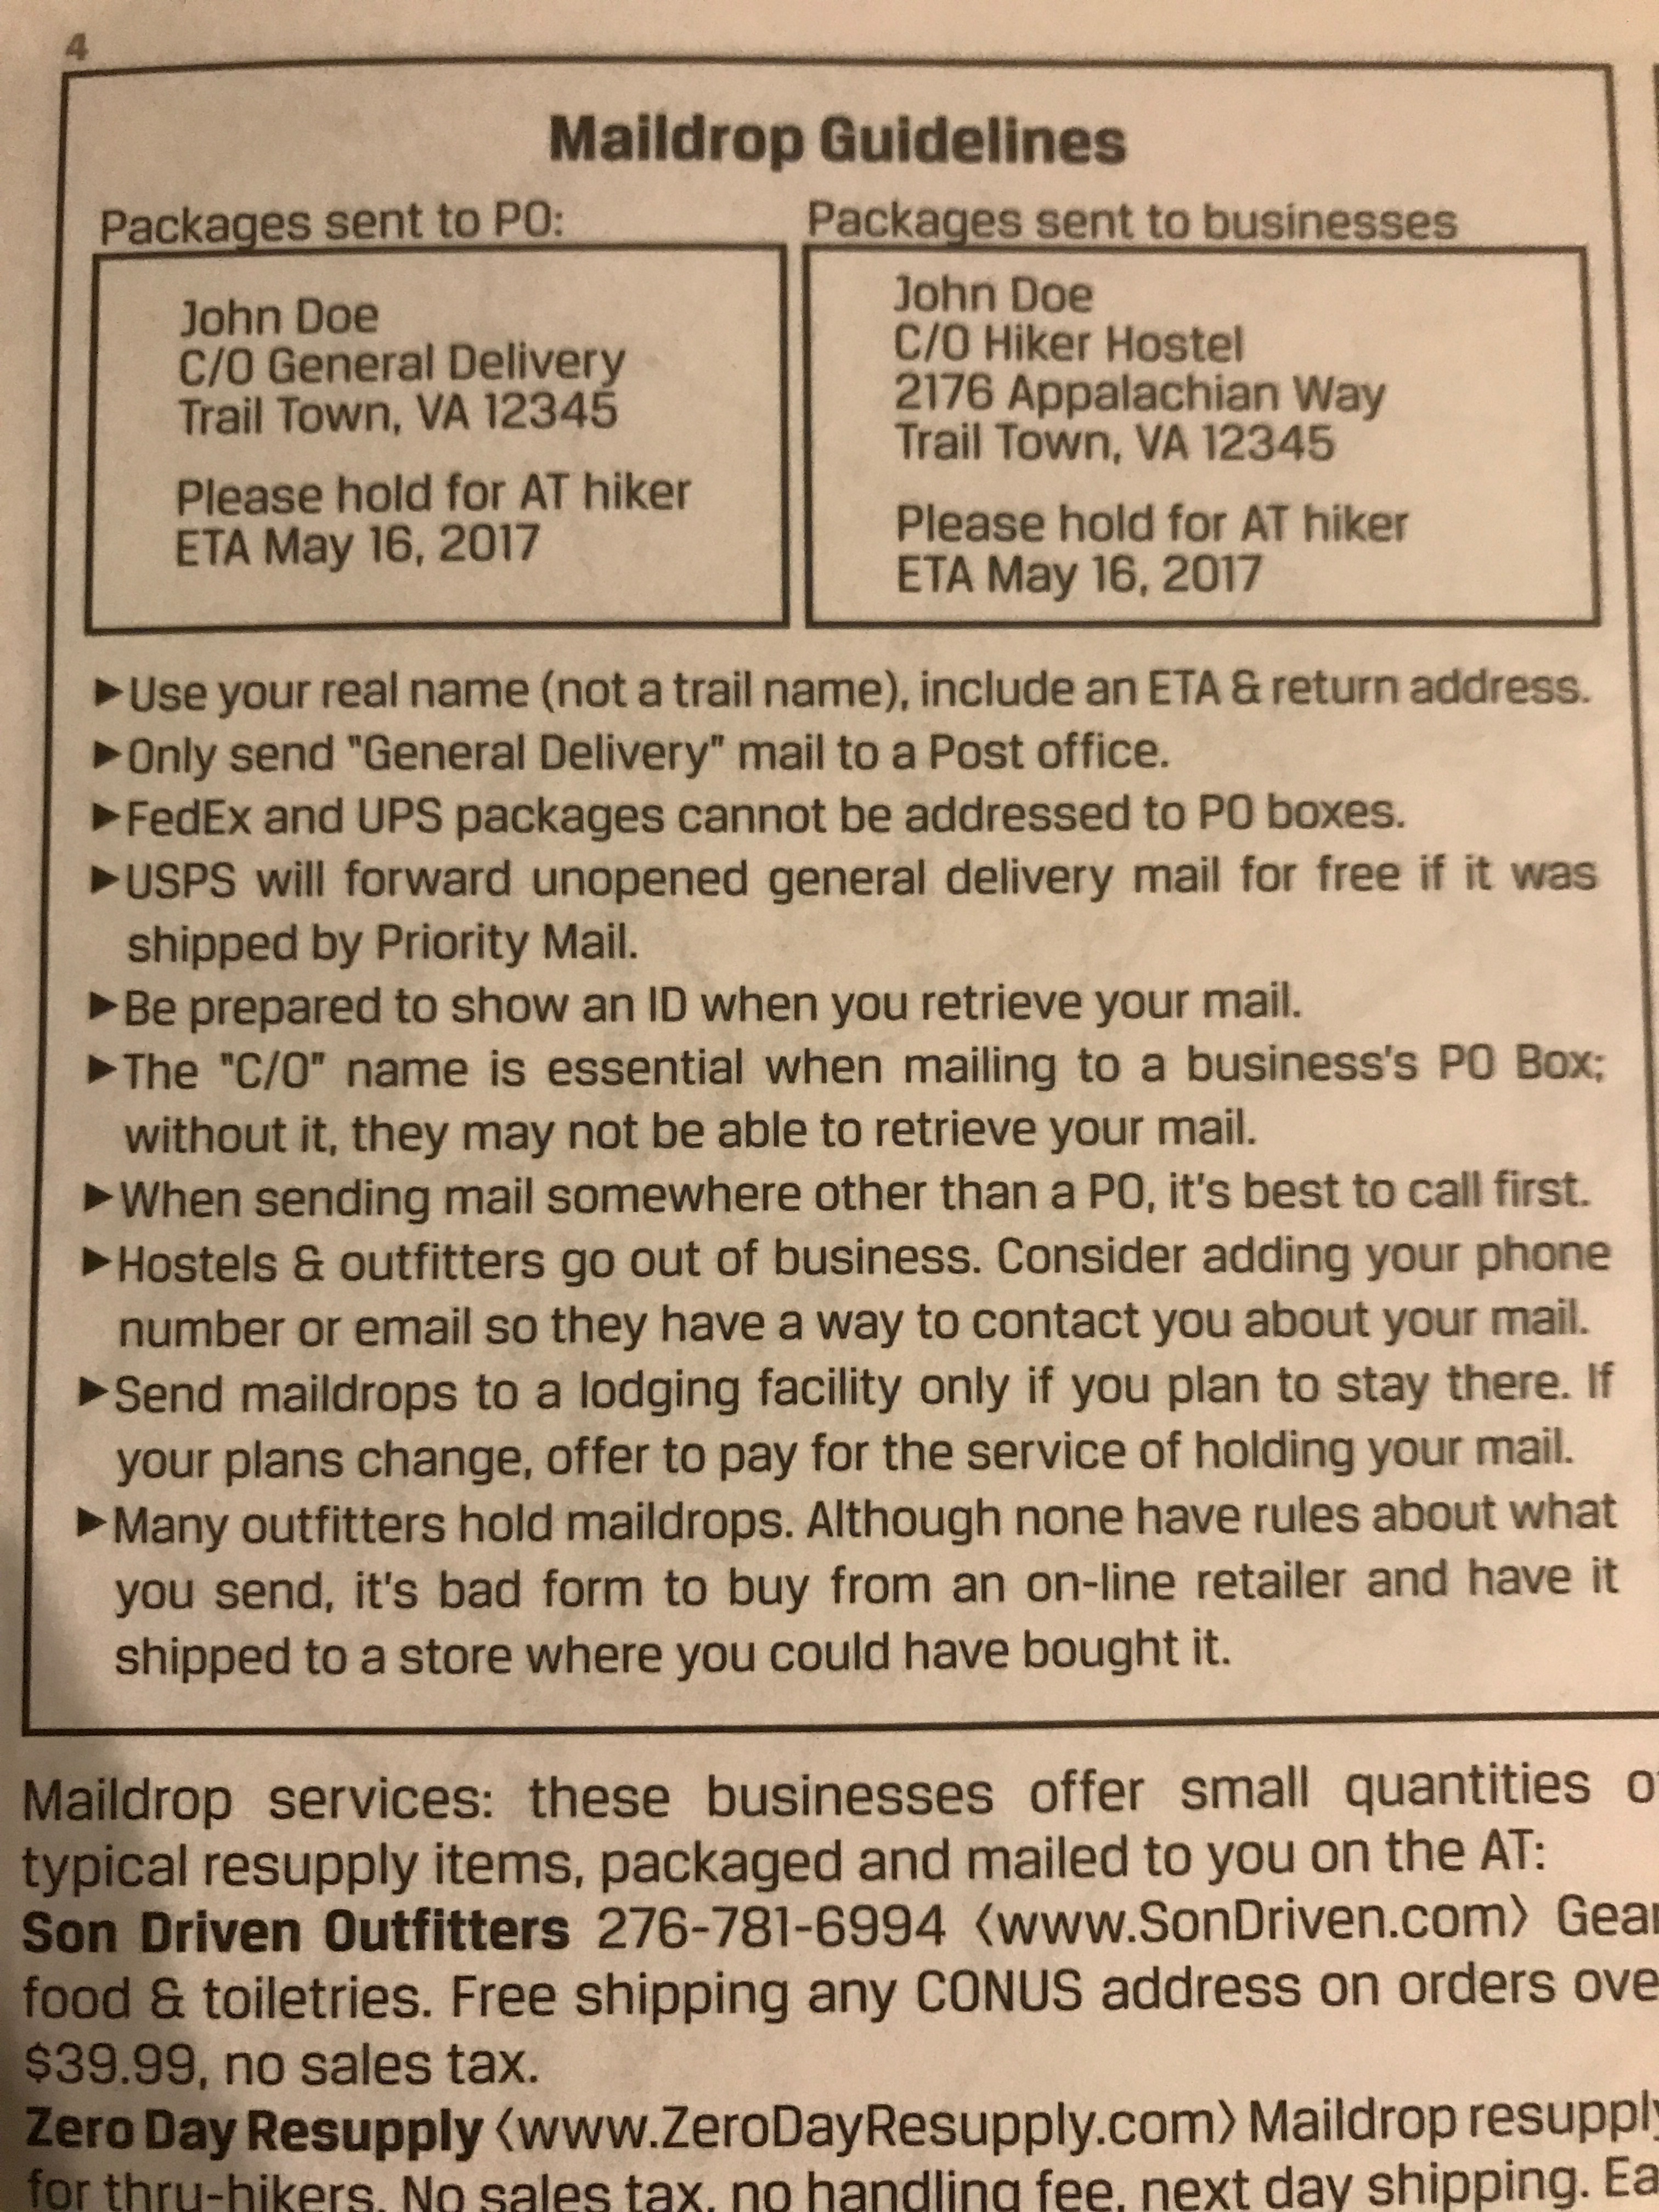 4
Maildrop Guidelines
Packages sent to PO:
John Doe
C/O General Delivery
Trail Town, VA 12345
Please hold for AT hiker
ETA May 16, 2017
Packages sent to businesses
John Doe
C/O Hiker Hostel
2176 Appalachian Way
Trail Town, VA 12345
Please hold for AT hiker
ETA May 16, 2017
►Use your real name (not a trail name), include an ETA & return address.
►Only send "General Delivery" mail to a Post office.
►FedEx and UPS packages cannot be addressed to PO boxes.
►USPS will forward unopened general delivery mail for free if it was
shipped by Priority Mail.
►Be prepared to show an ID when you retrieve your mail.
►The "C/O" name is essential when mailing to a business's PO Box;
without it, they may not be able to retrieve your mail.
►When sending mail somewhere other than a PO, it's best to call first.
►Hostels & outfitters go out of business. Consider adding your phone
number or email so they have a way to contact you about your mail.
►Send maildrops to a lodging facility only if you plan to stay there. If
your plans change, offer to pay for the service of holding your mail.
►Many outfitters hold maildrops. Although none have rules about what
you send, it's bad form to buy from an on-line retailer and have it
shipped to a store where you could have bought it.
Maildrop services: these businesses offer small quantities
typical resupply items, packaged and mailed to you on the AT:
Son Driven Outfitters 276-781-6994 〈www.SonDriven.com〉 Gear
food & toiletries. Free shipping any CONUS address on orders
$39.99, no sales tax.
Zero Day Resupply 〈www.ZeroDayResupply.com〉 Maildrop resupply
for thru-hikers. No sales tax, no handling fee, next day shipping.